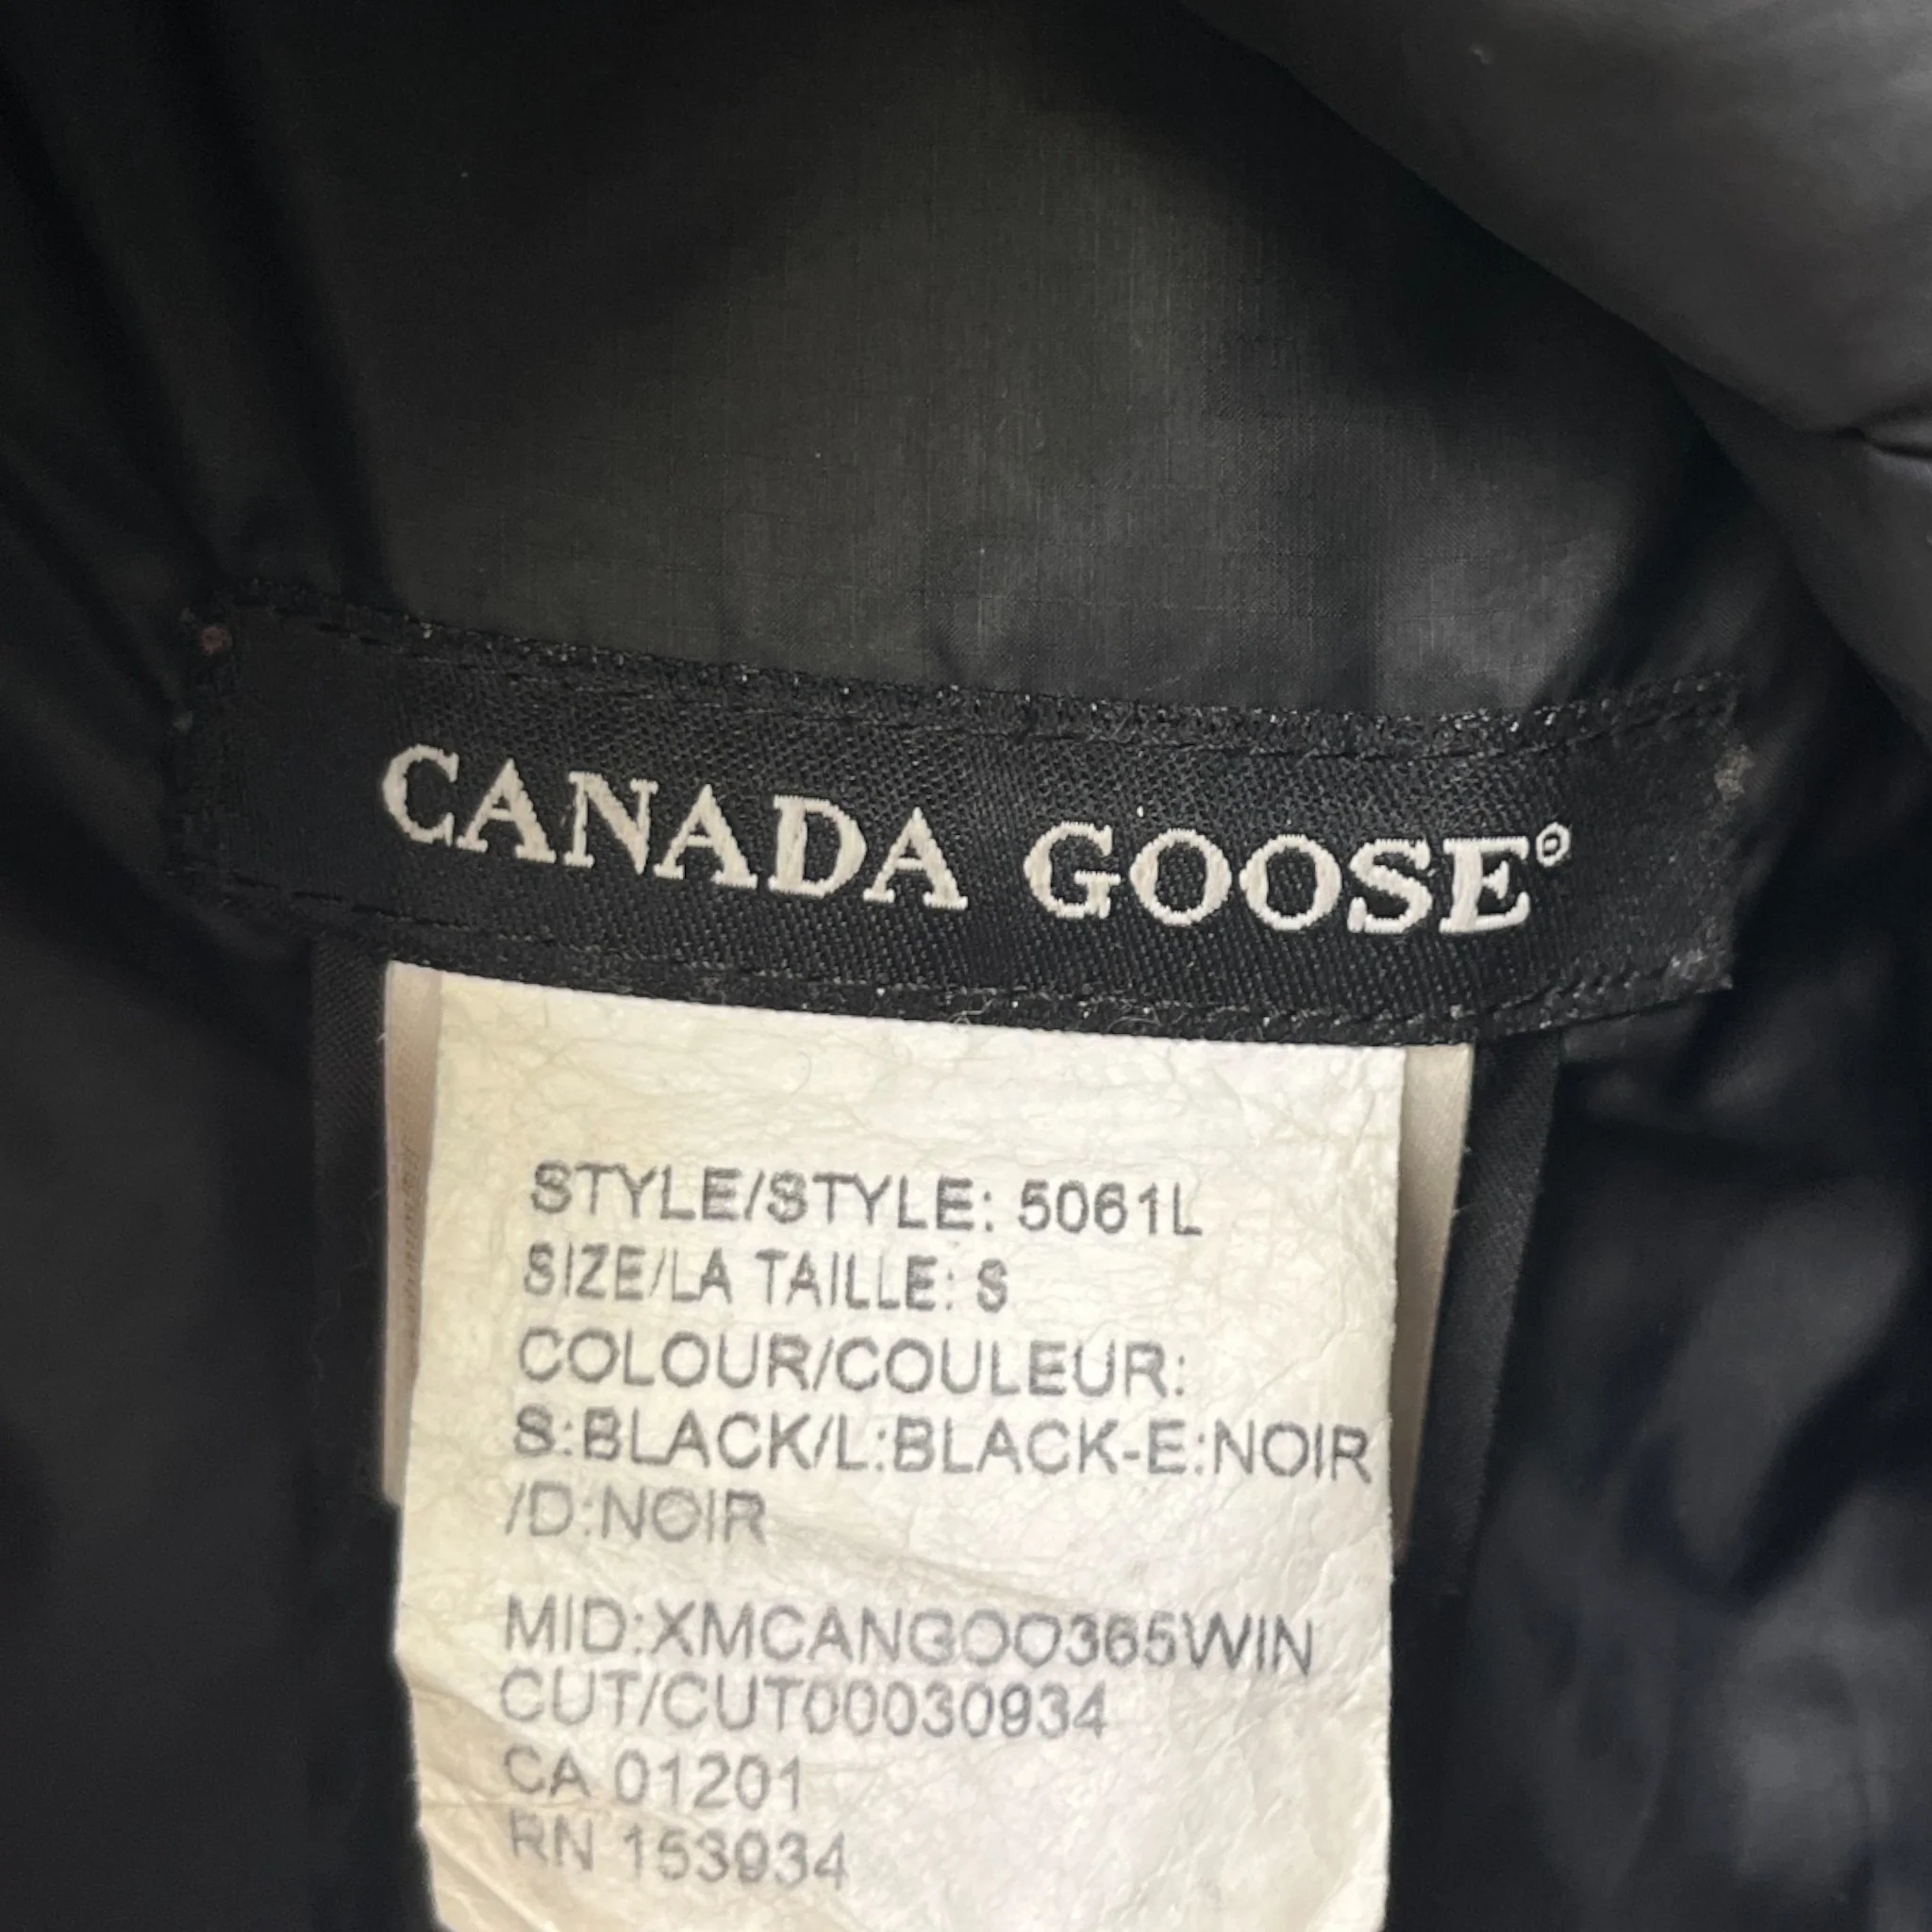 CANADA GOOSE®
STYLE/STYLE: 5061L
SIZE/LA TAILLE: S
COLOUR/COULEUR:
S:BLACK/L:BLACK-E:NOIR
/D:NOIR
MID:XMCANGOO365WIN
CUT/CUT00030934
CA 01201
RN 153934